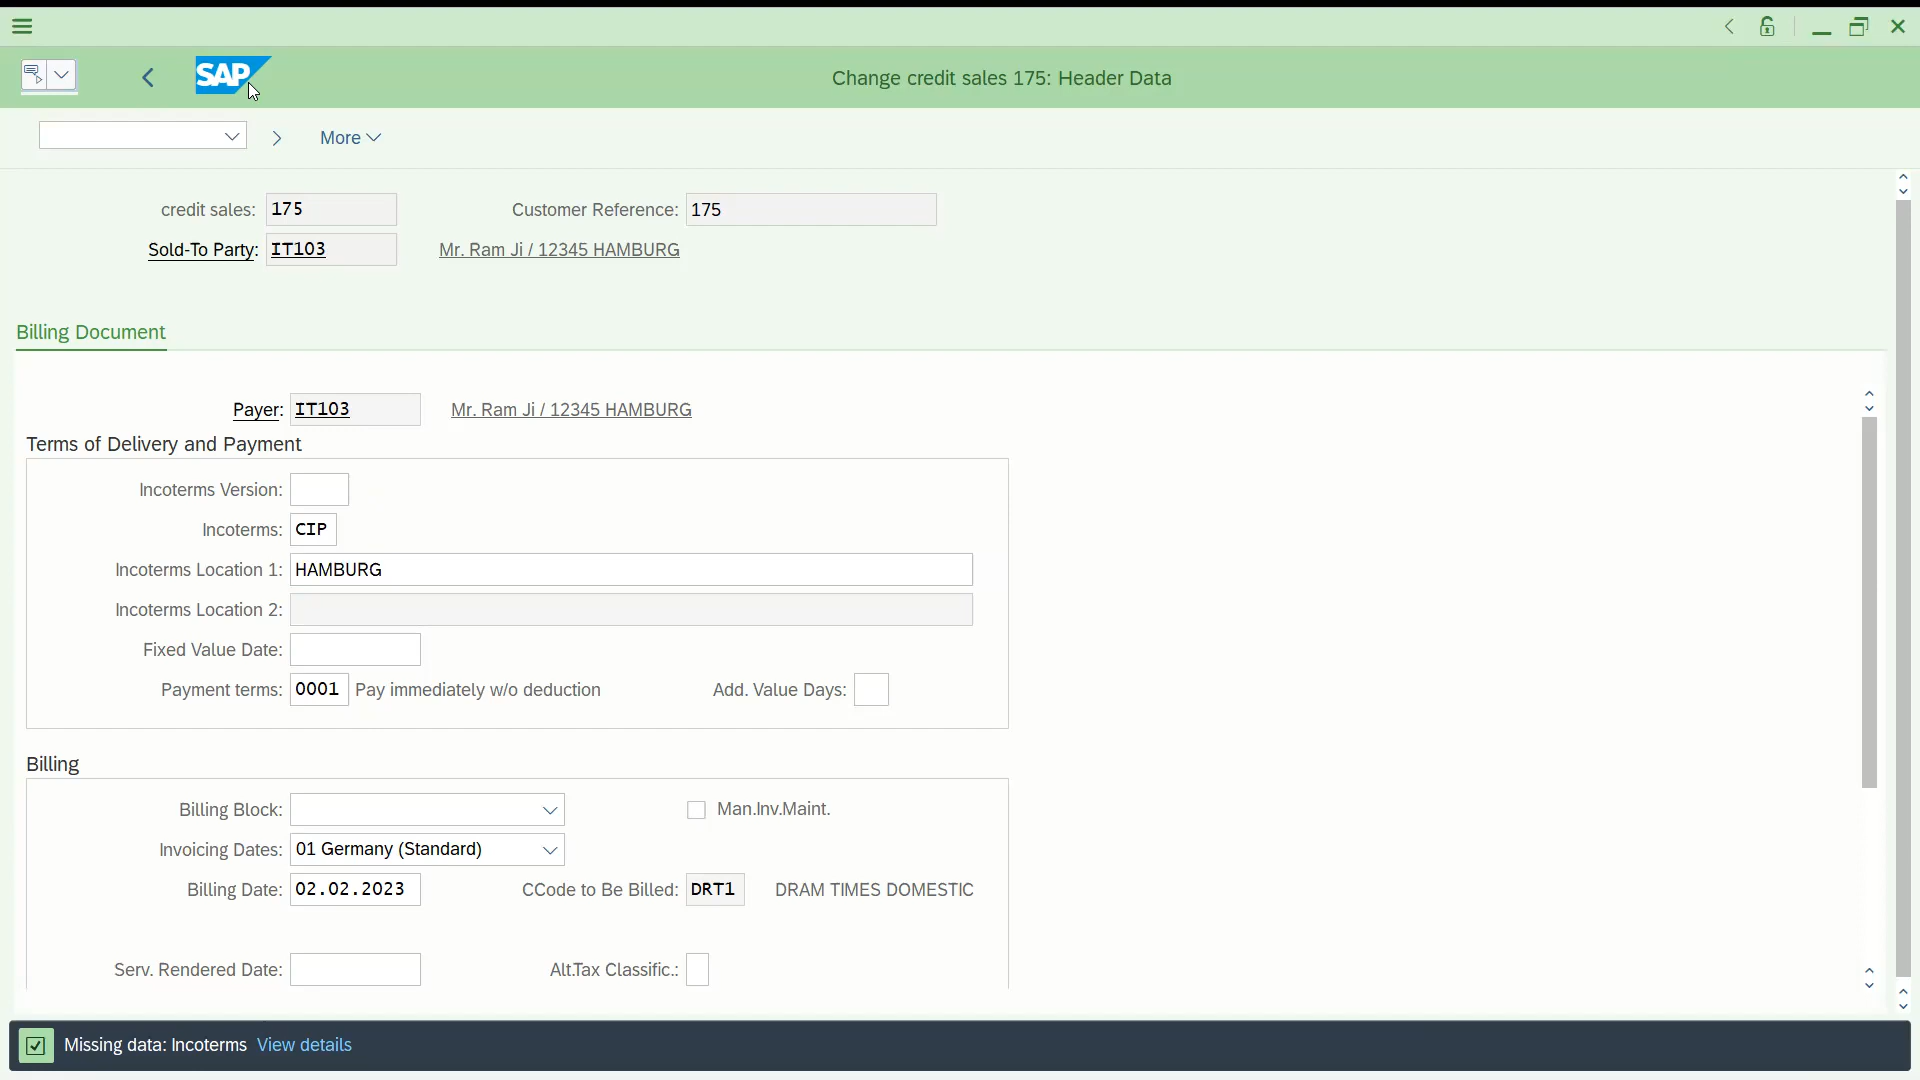 SAP
Change credit sales 175: Header Data
More
credit sales: 175 Customer Reference: 175
Sold-To Party: IT103 Mr. Ram Ji / 12345 HAMBURG
Billing Document
Payer: IT103 Mr. Ram Ji / 12345 HAMBURG
Terms of Delivery and Payment
Incoterms Version:
Incoterms: CIP
Incoterms Location 1: HAMBURG
Incoterms Location 2:
Fixed Value Date:
Payment terms: 0001 Pay immediately w/o deduction Add. Value Days:
Billing
Billing Block: Man.Inv.Maint.
Invoicing Dates: 01 Germany (Standard)
Billing Date: 02.02.2023 CCode to Be Billed: DRT1 DRAM TIMES DOMESTIC
Serv. Rendered Date: Alt.Tax Classific.:
Missing data: Incoterms View details